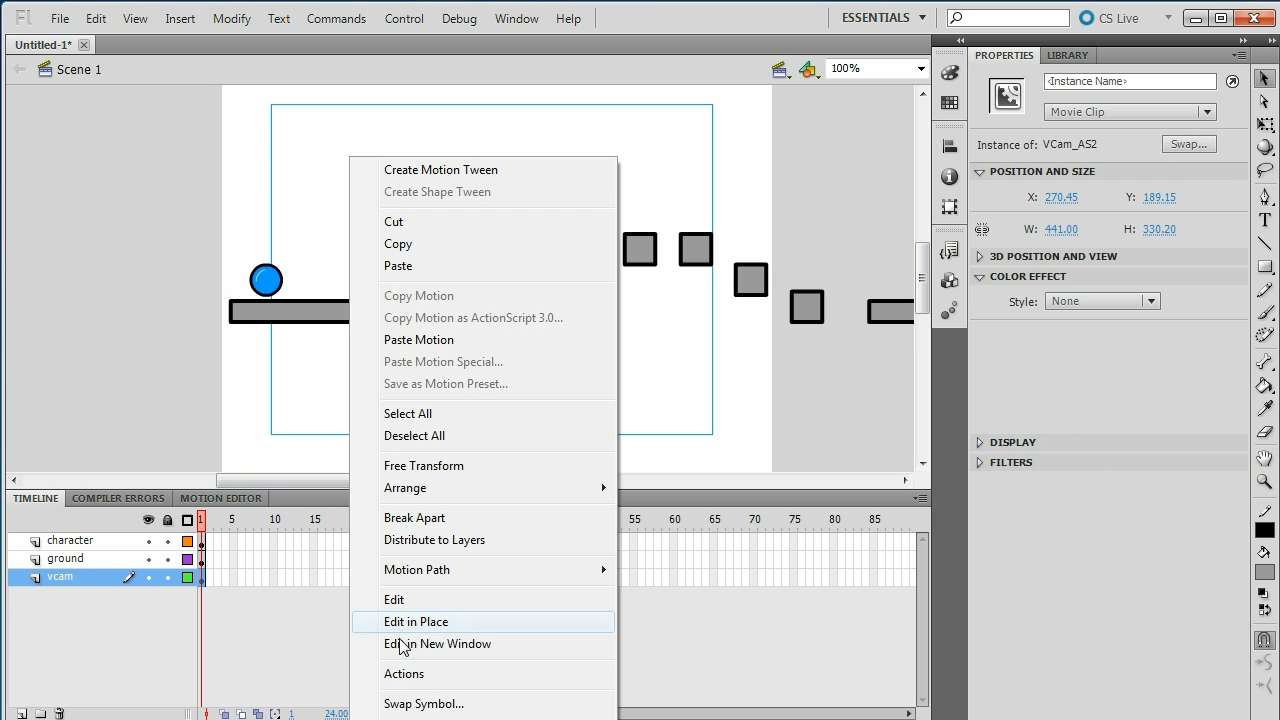 Fl File Edit View Insert Modify Text Commands Control Debug Window Help ESSENTIALS CS Live
Untitled-1*
Scene 1 100%
PROPERTIES LIBRARY
<Instance Name>
Movie Clip
Instance of: VCam_AS2 Swap...
POSITION AND SIZE
X: 270.45 Y: 189.15
W: 441.00 H: 330.20
3D POSITION AND VIEW
COLOR EFFECT
Style: None
DISPLAY
FILTERS
Create Motion Tween
Create Shape Tween
Cut
Copy
Paste
Copy Motion
Copy Motion as ActionScript 3.0...
Paste Motion
Paste Motion Special...
Save as Motion Preset...
Select All
Deselect All
Free Transform
Arrange
Break Apart
Distribute to Layers
Motion Path
Edit
Edit in Place
Edit in New Window
Actions
Swap Symbol...
TIMELINE COMPILER ERRORS MOTION EDITOR
1 5 10 15 55 60 65 70 75 80 85
character
ground
vcam
1 24.00